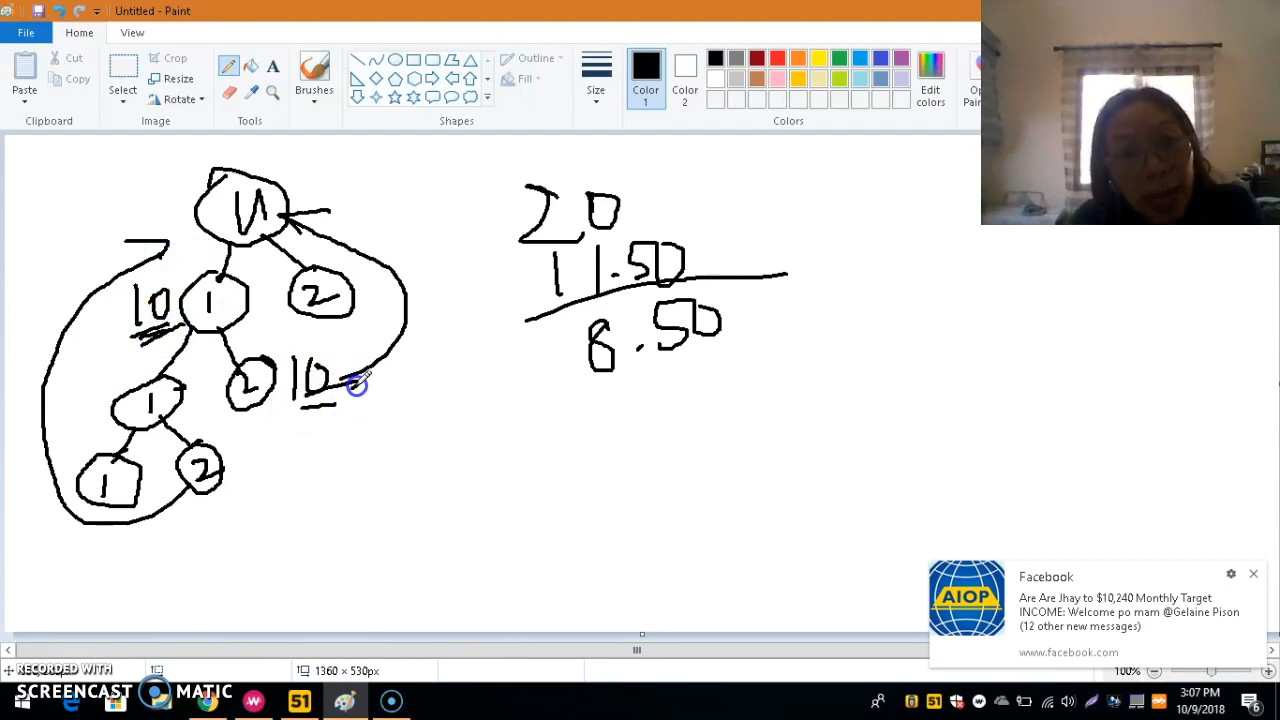 Untitled - Paint
File
Home
View
Paste
Cut
Copy
Clipboard
Select
Crop
Resize
Rotate
Image
A
Tools
Brushes
Shapes
Outline
Fill
Size
Color 1
Color 2
Colors
Edit colors
U
20
11.50
8.50
10
1
2
1
2
10
1
2
Facebook
Are Are Jhay to $10,240 Monthly Target
INCOME: Welcome po mam @Gelaine Pison
(12 other new messages)
www.facebook.com
AIOP
1360 × 530px
100%
RECORDED WITH
SCREENCAST MATIC
51
51
3:07 PM
10/9/2018
6